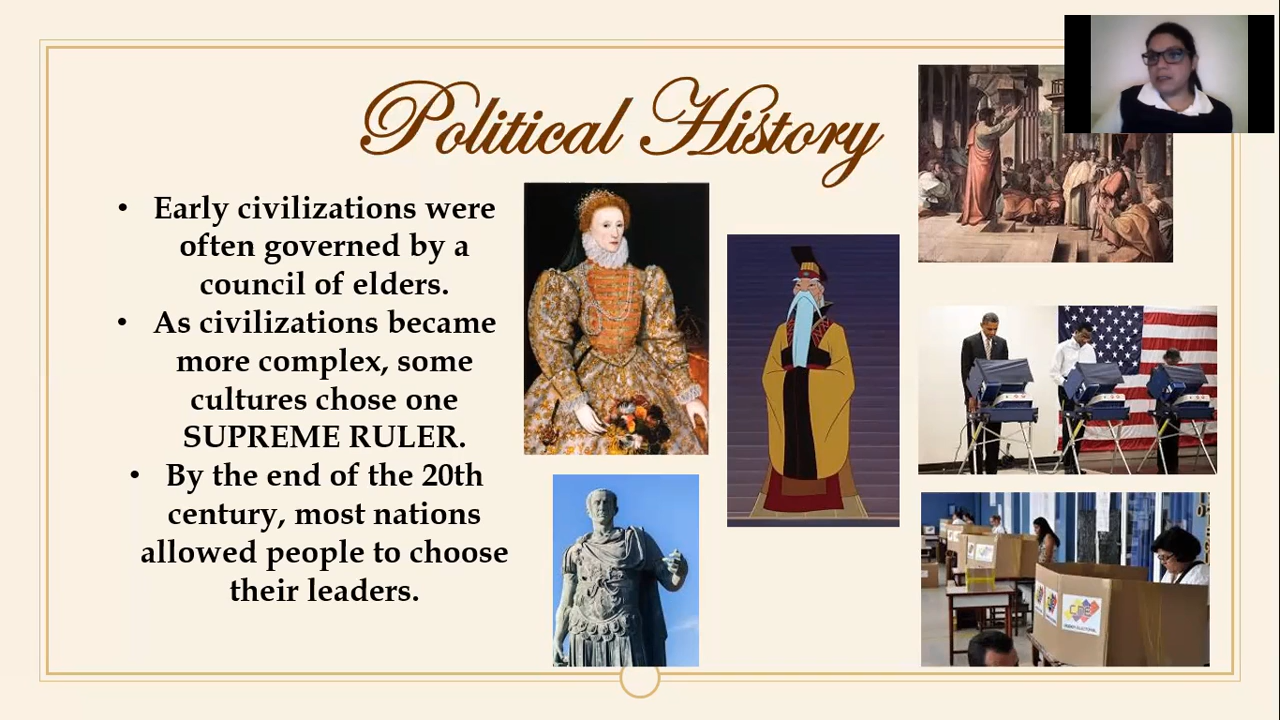 Political History
• Early civilizations were
often governed by a
council of elders.
• As civilizations became
more complex, some
cultures chose one
SUPREME RULER.
• By the end of the 20th
century, most nations
allowed people to choose
their leaders.